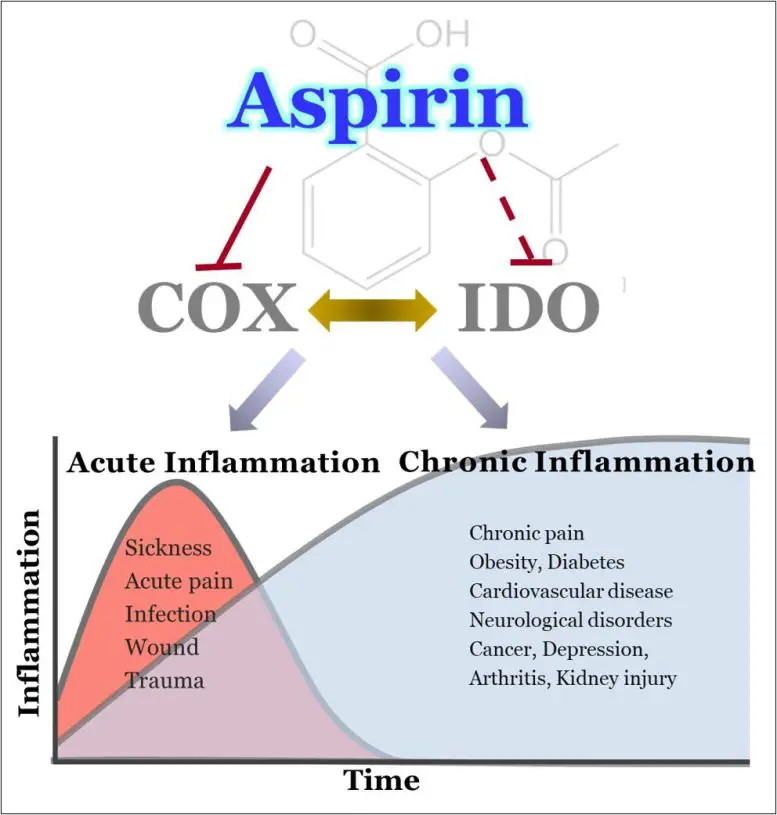 O
OH
Aspirin
O
O
COX
IDO
Acute Inflammation
Chronic Inflammation
Sickness
Acute pain
Infection
Wound
Trauma
Chronic pain
Obesity, Diabetes
Cardiovascular disease
Neurological disorders
Cancer, Depression,
Arthritis, Kidney injury
Inflammation
Time